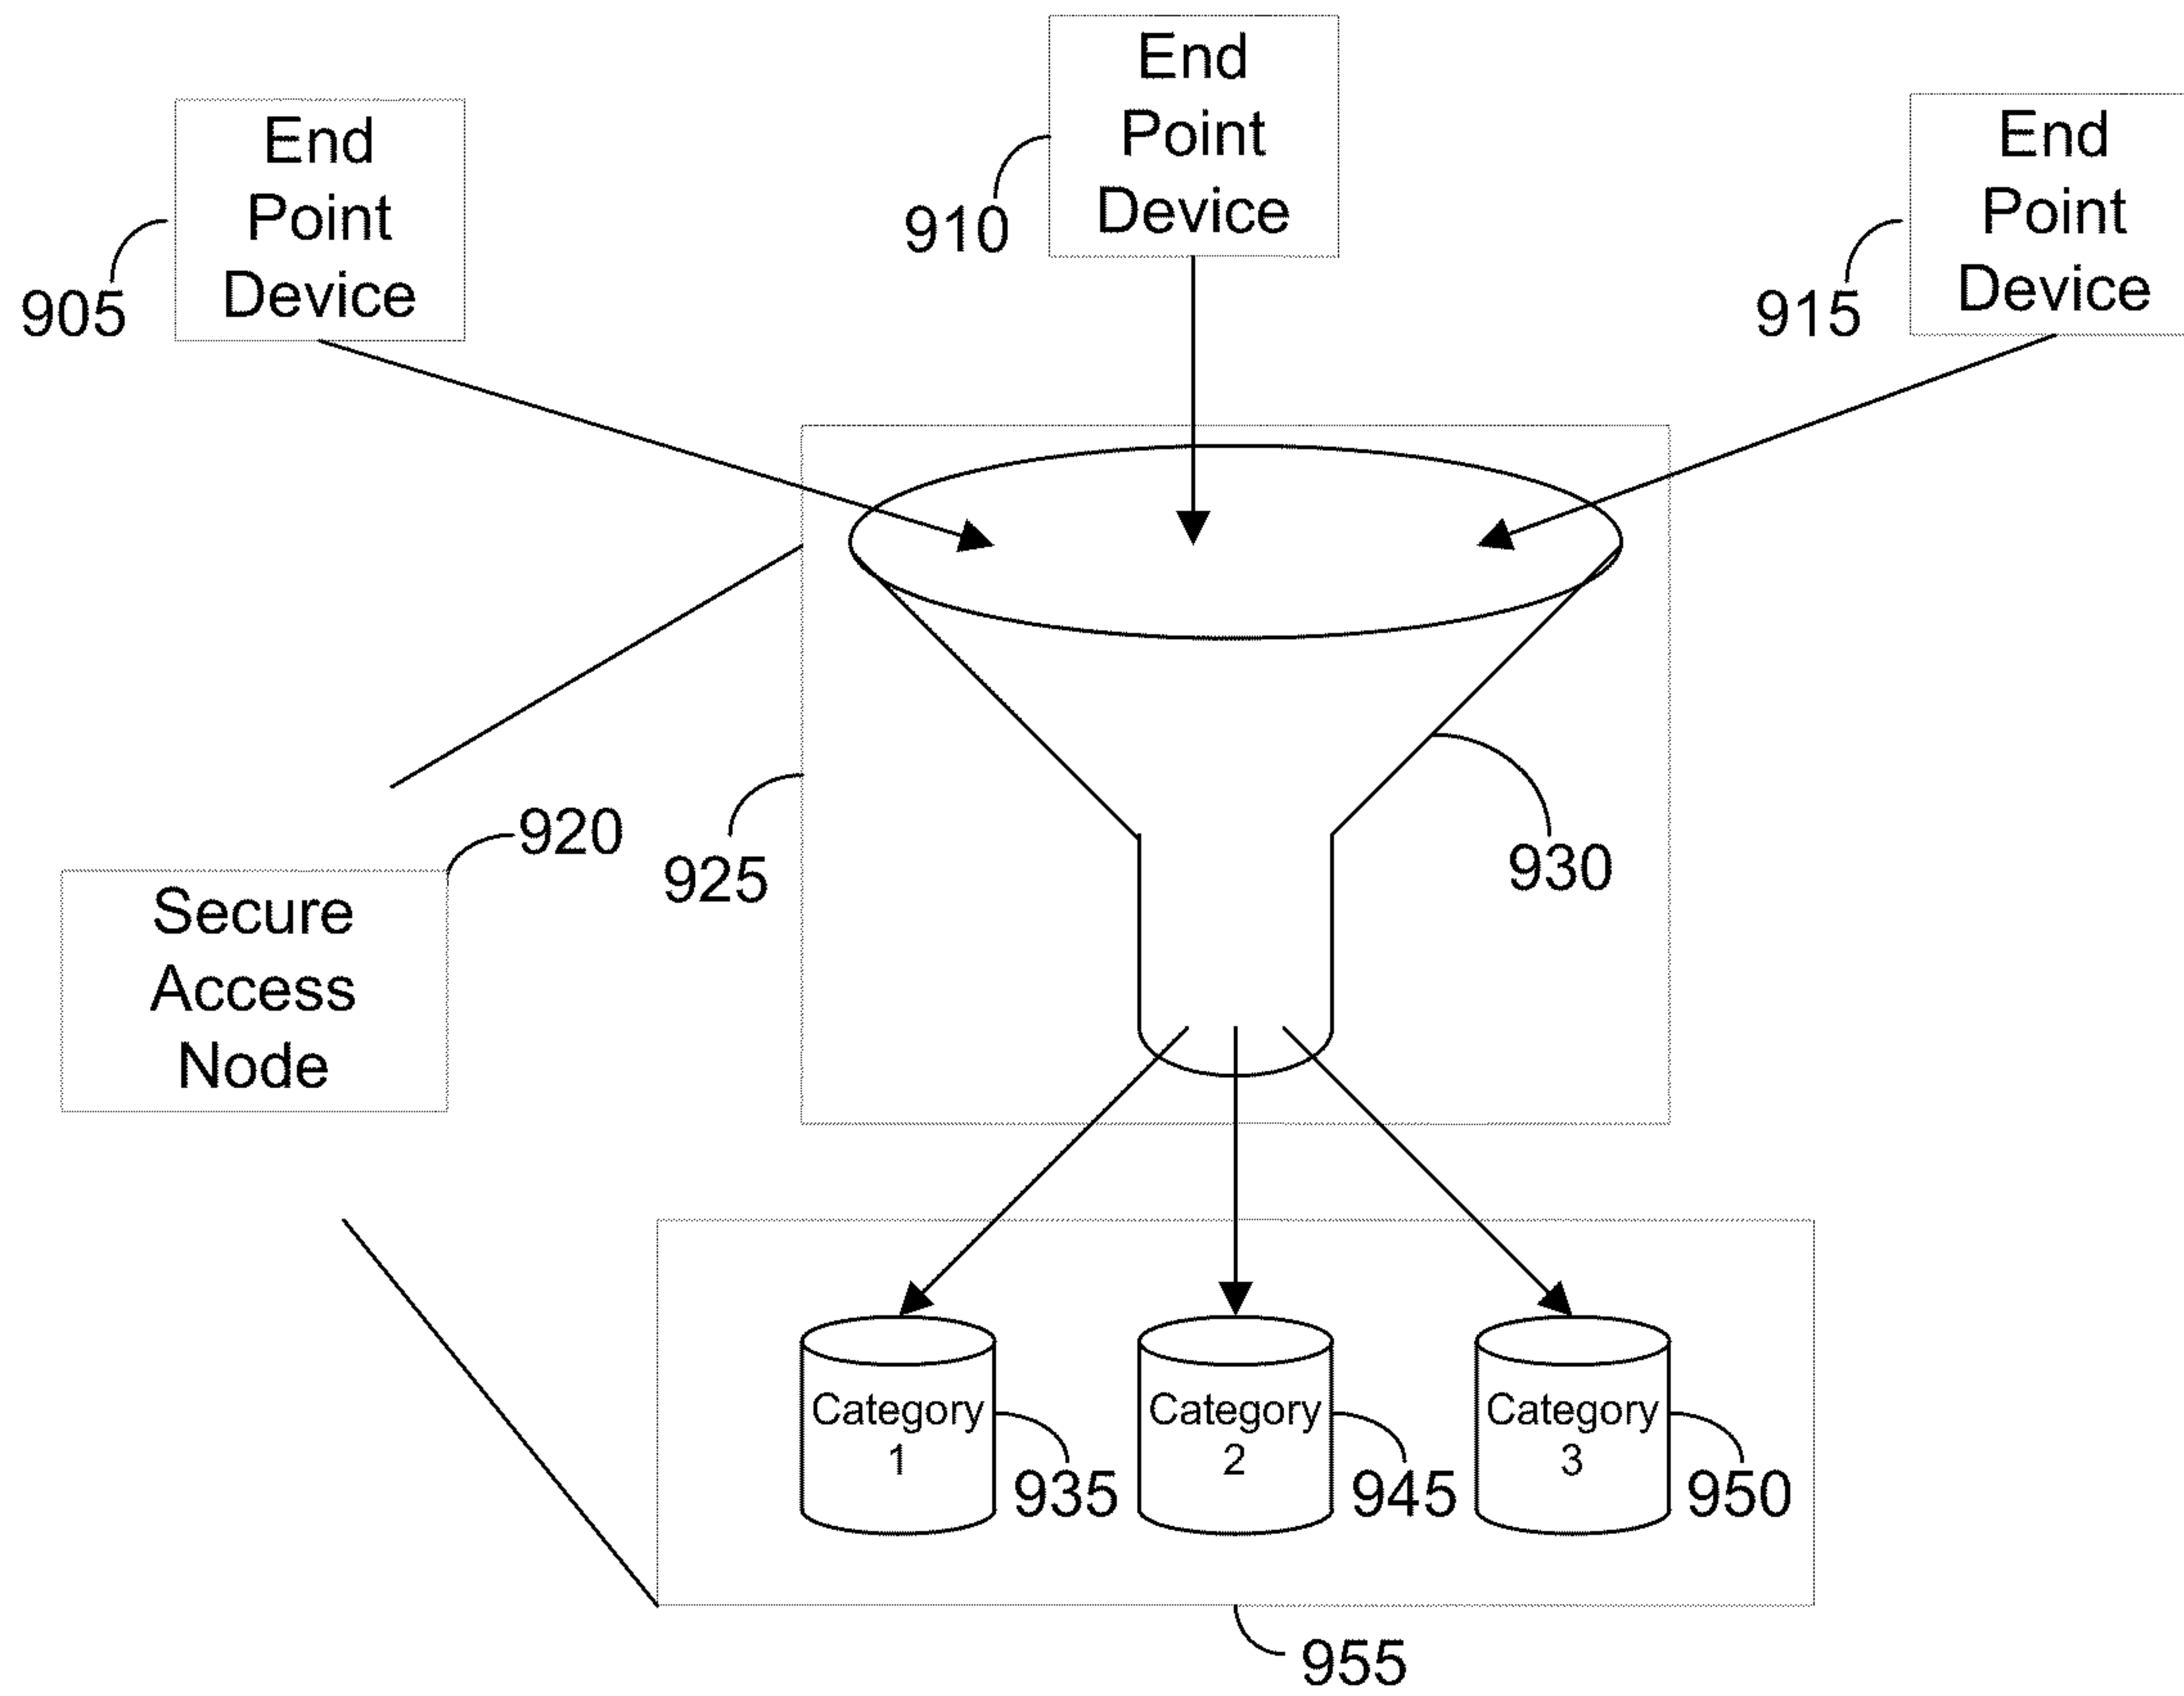 End
Point
Device
910
End
Point
Device
905
End
Point
Device
915
920
Secure
Access
Node
925
930
Category
1
935
Category
2
945
Category
3
950
955